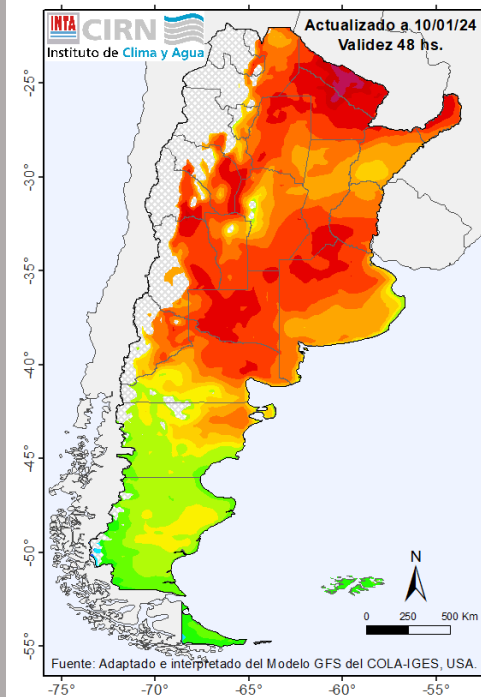 INTA CIRN
Instituto de Clima y Agua
Actualizado a 10/01/24
Validez 48 hs.
-25°
-30°
-35°
-40°
-45°
-50°
-55°
N
0 250 500 Km
Fuente: Adaptado e interpretado del Modelo GFS del COLA-IGES, USA.
-75° -70° -65° -60° -55°